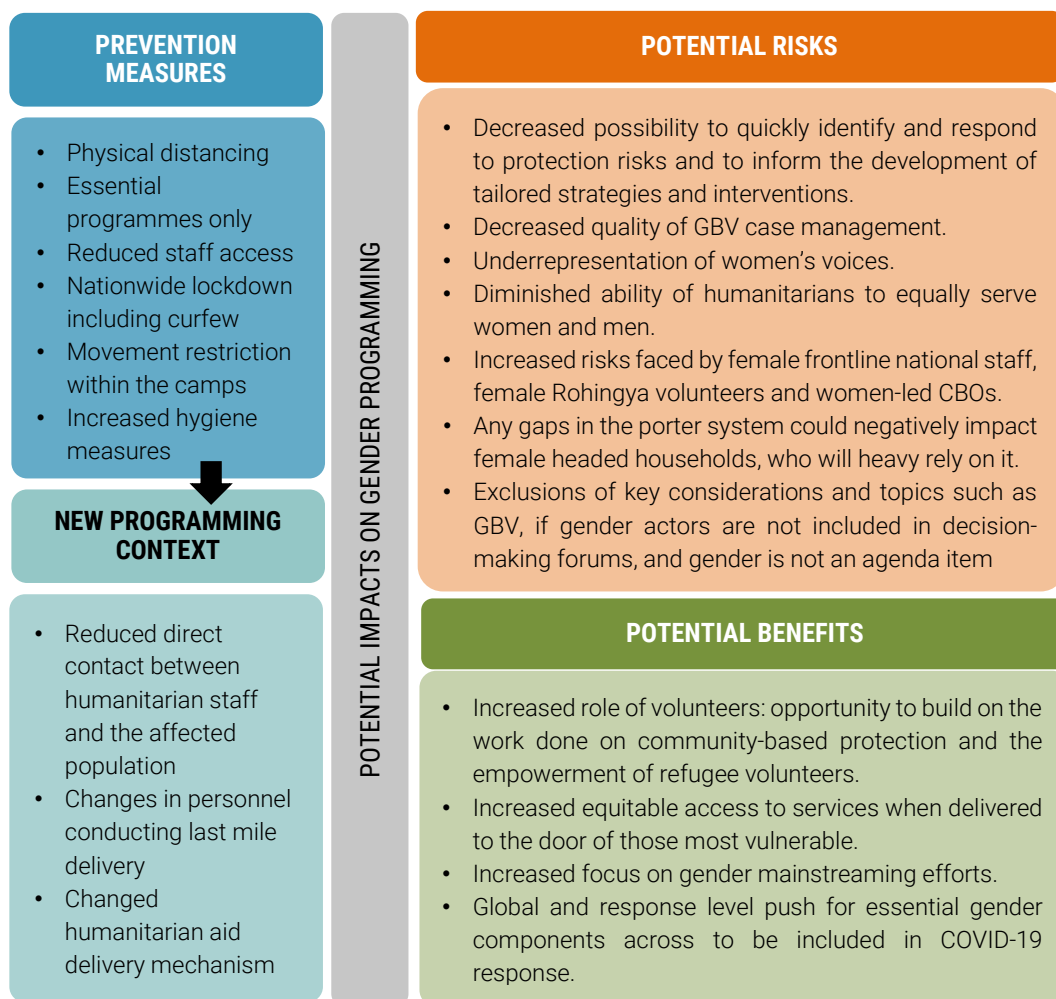 PREVENTION
MEASURES
• Physical distancing
• Essential
programmes only
• Reduced staff access
• Nationwide lockdown
including curfew
• Movement restriction
within the camps
• Increased hygiene
measures
NEW PROGRAMMING
CONTEXT
• Reduced direct
contact between
humanitarian staff
and the affected
population
• Changes in personnel
conducting last mile
delivery
• Changed
humanitarian aid
delivery mechanism
POTENTIAL IMPACTS ON GENDER PROGRAMMING
POTENTIAL RISKS
• Decreased possibility to quickly identify and respond
to protection risks and to inform the development of
tailored strategies and interventions.
• Decreased quality of GBV case management.
• Underrepresentation of women’s voices.
• Diminished ability of humanitarians to equally serve
women and men.
• Increased risks faced by female frontline national staff,
female Rohingya volunteers and women-led CBOs.
• Any gaps in the porter system could negatively impact
female headed households, who will heavy rely on it.
• Exclusions of key considerations and topics such as
GBV, if gender actors are not included in decision-
making forums, and gender is not an agenda item
POTENTIAL BENEFITS
• Increased role of volunteers: opportunity to build on the
work done on community-based protection and the
empowerment of refugee volunteers.
• Increased equitable access to services when delivered
to the door of those most vulnerable.
• Increased focus on gender mainstreaming efforts.
• Global and response level push for essential gender
components across to be included in COVID-19
response.